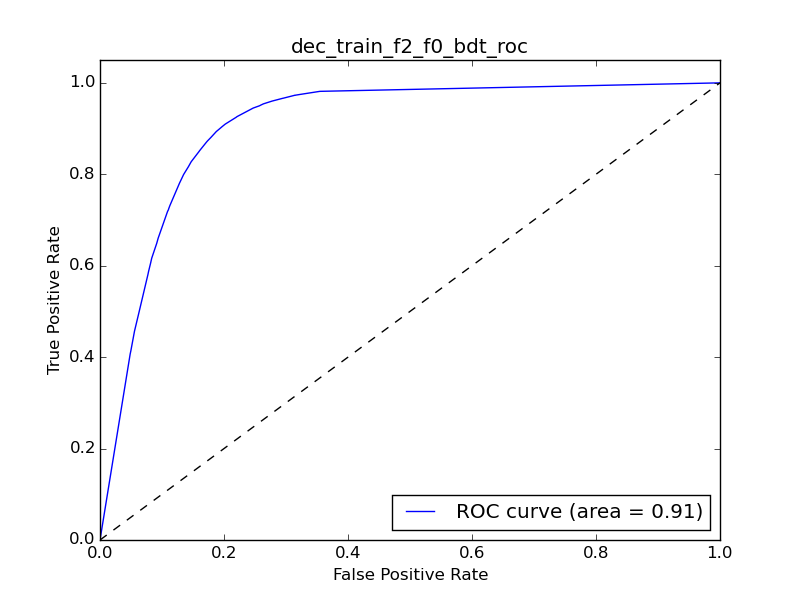 dec_train_f2_f0_bdt_roc
1.0
0.8
0.6
0.4
0.2
0.0
True Positive Rate
ROC curve (area = 0.91)
0.0 0.2 0.4 0.6 0.8 1.0
False Positive Rate